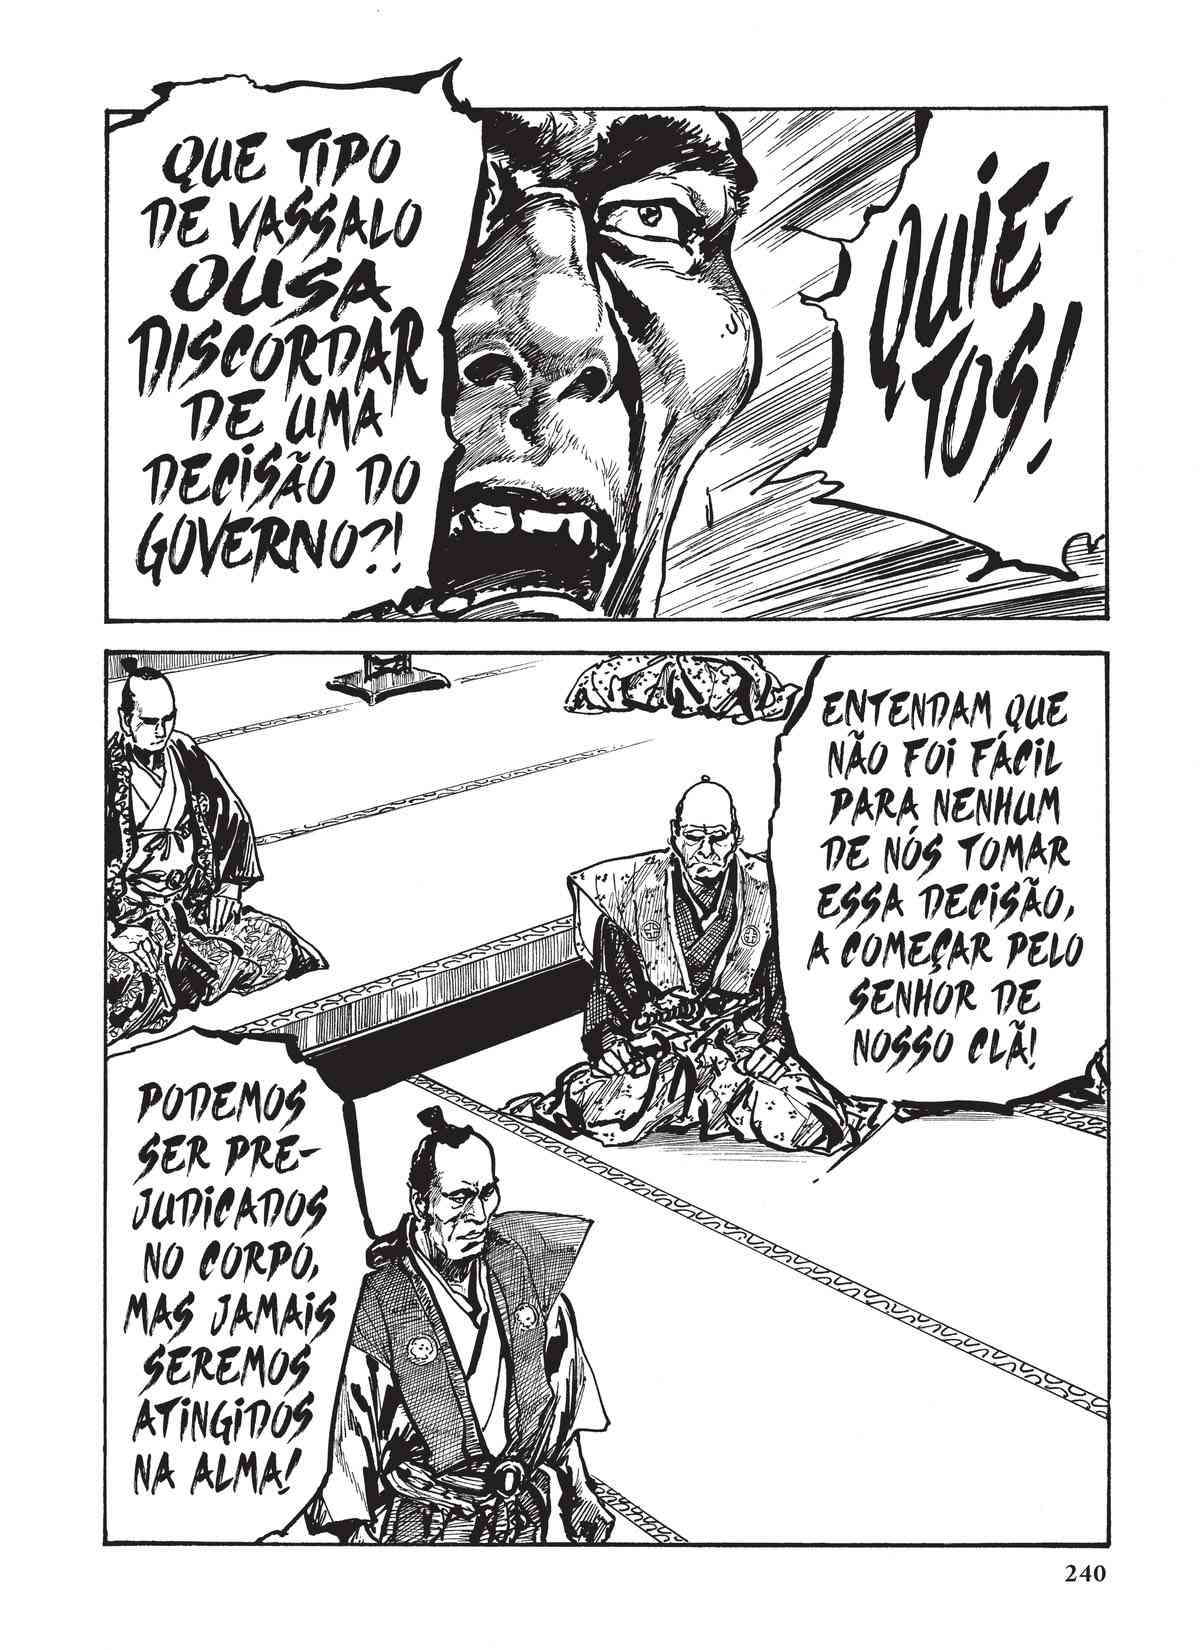 QUIE-
TOS!
QUE TIPO
DE VASSALO
OUSA
DISCORDAR
DE UMA
DECISÃO DO
GOVERNO?!
ENTENDAM QUE
NÃO FOI FÁCIL
PARA NENHUM
DE NÓS TOMAR
ESSA DECISÃO,
A COMEÇAR PELO
SENHOR DE
NOSSO CLÃ!
PODEMOS
SER PRE-
JUDICADOS
NO CORPO,
MAS JAMAIS
SEREMOS
ATINGIDOS
NA ALMA!
240